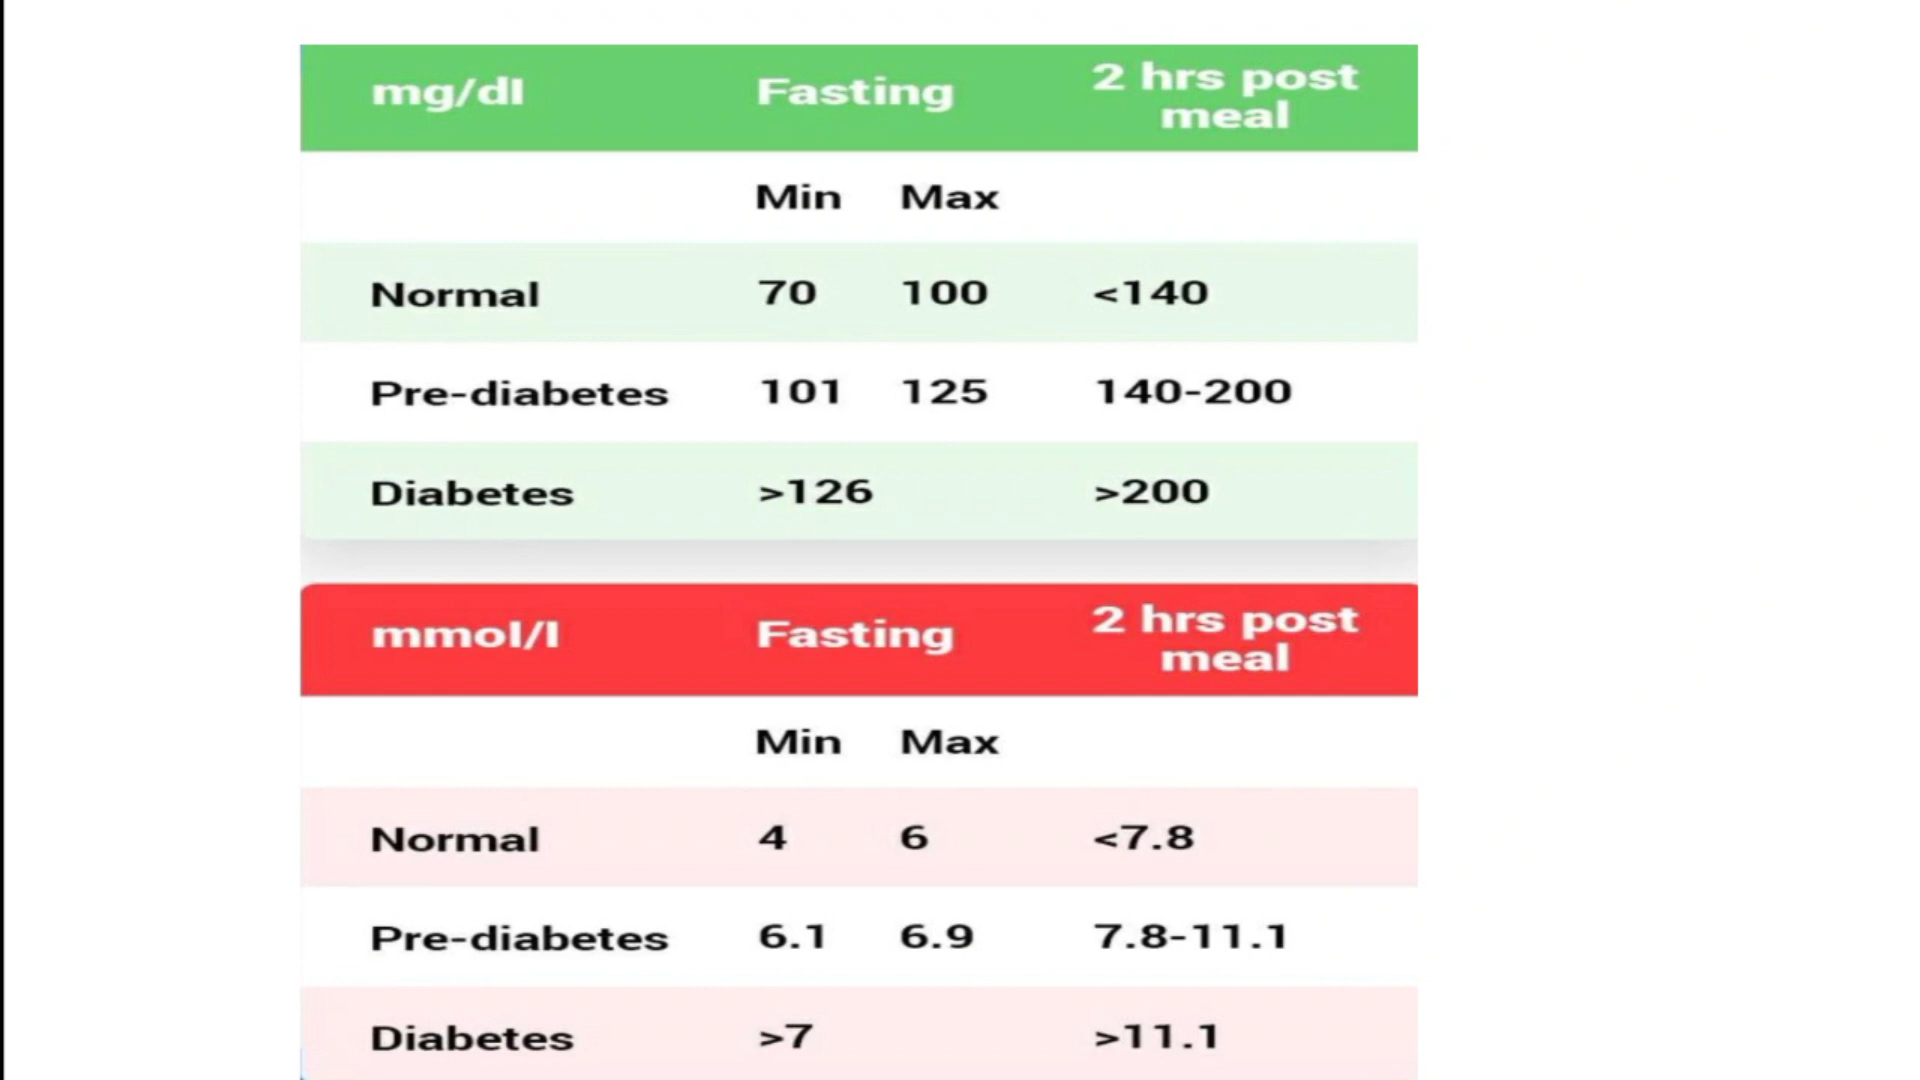 mg/dl Fasting 2 hrs post
meal
Min Max
Normal 70 100 <140
Pre-diabetes 101 125 140-200
Diabetes >126 >200
mmol/l Fasting 2 hrs post
meal
Min Max
Normal 4 6 <7.8
Pre-diabetes 6.1 6.9 7.8-11.1
Diabetes >7 >11.1